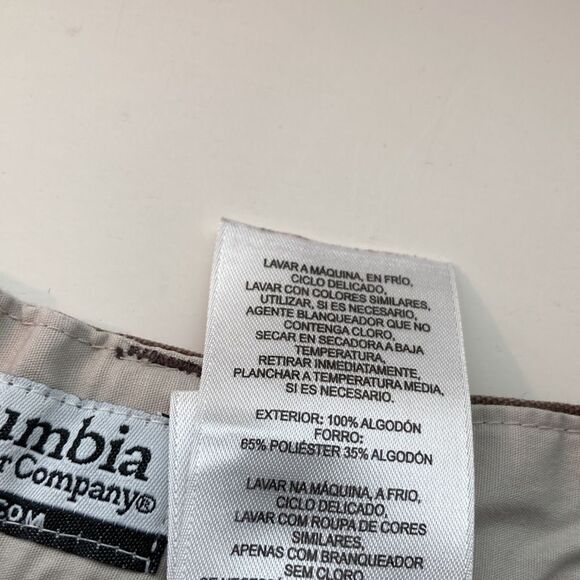 LAVAR A MÁQUINA, EN FRÍO,
CICLO DELICADO,
LAVAR CON COLORES SIMILARES,
UTILIZAR, SI ES NECESARIO,
AGENTE BLANQUEADOR QUE NO
CONTENGA CLORO,
SECAR EN SECADORA A BAJA
TEMPERATURA,
RETIRAR INMEDIATAMENTE,
PLANCHAR A TEMPERATURA MEDIA,
SI ES NECESARIO.
EXTERIOR: 100% ALGODÓN
FORRO:
65% POLIÉSTER 35% ALGODÓN
LAVAR NA MÁQUINA, A FRIO,
CICLO DELICADO,
LAVAR COM ROUPA DE CORES
SIMILARES,
APENAS COM BRANQUEADOR
SEM CLORO,
umbia
r Company®
.COM